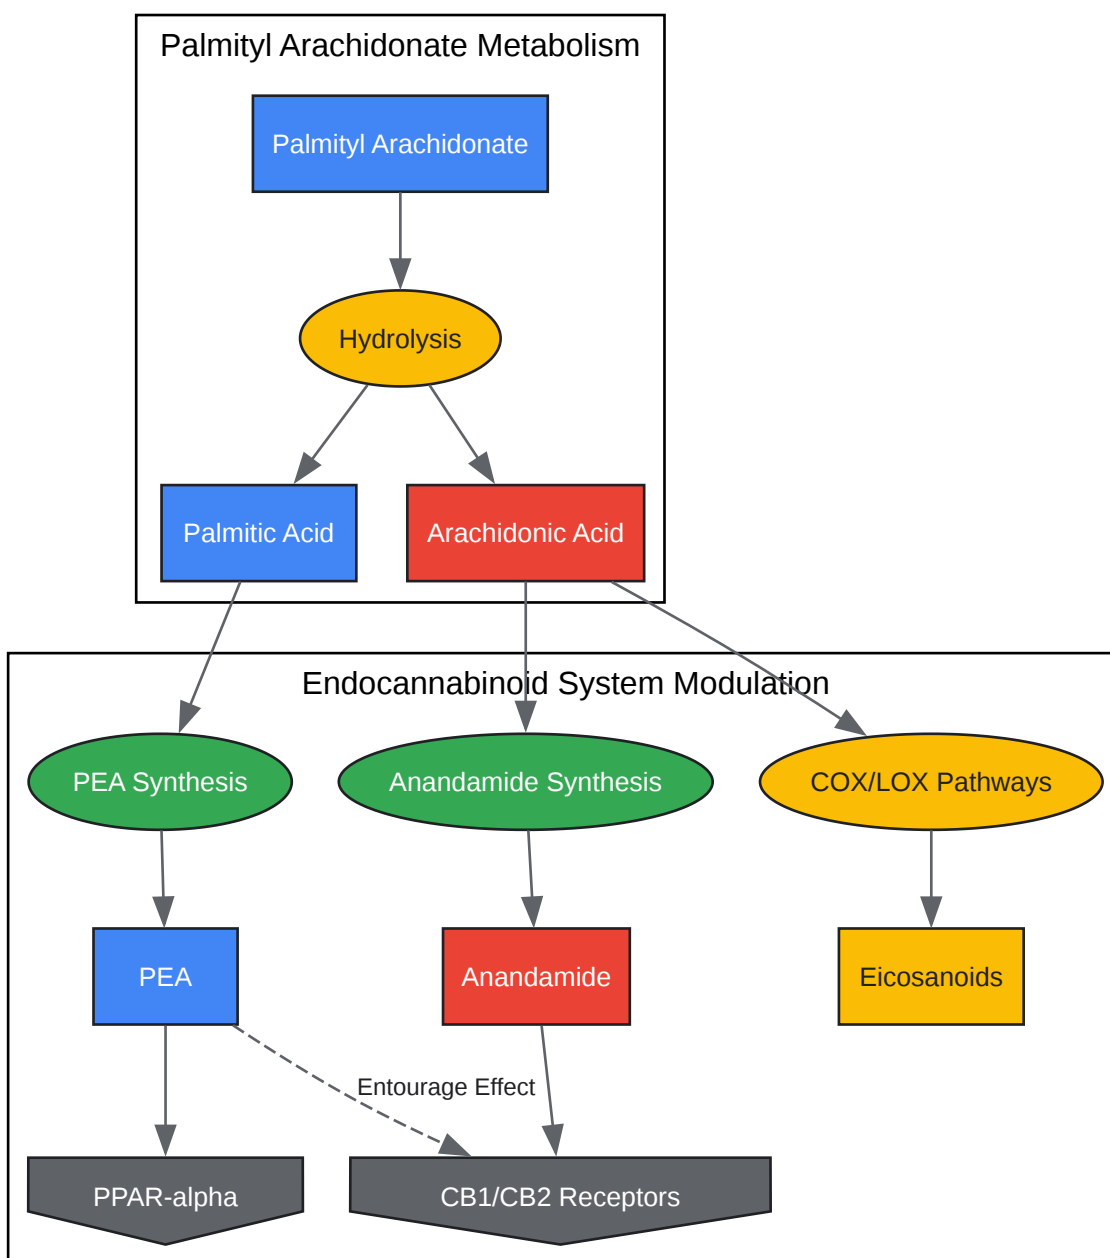 Palmityl Arachidonate Metabolism
Palmityl Arachidonate
Hydrolysis
Palmitic Acid
Arachidonic Acid
Endocannabinoid System Modulation
PEA Synthesis
Anandamide Synthesis
COX/LOX Pathways
PEA
Anandamide
Eicosanoids
Entourage Effect
PPAR-alpha
CB1/CB2 Receptors